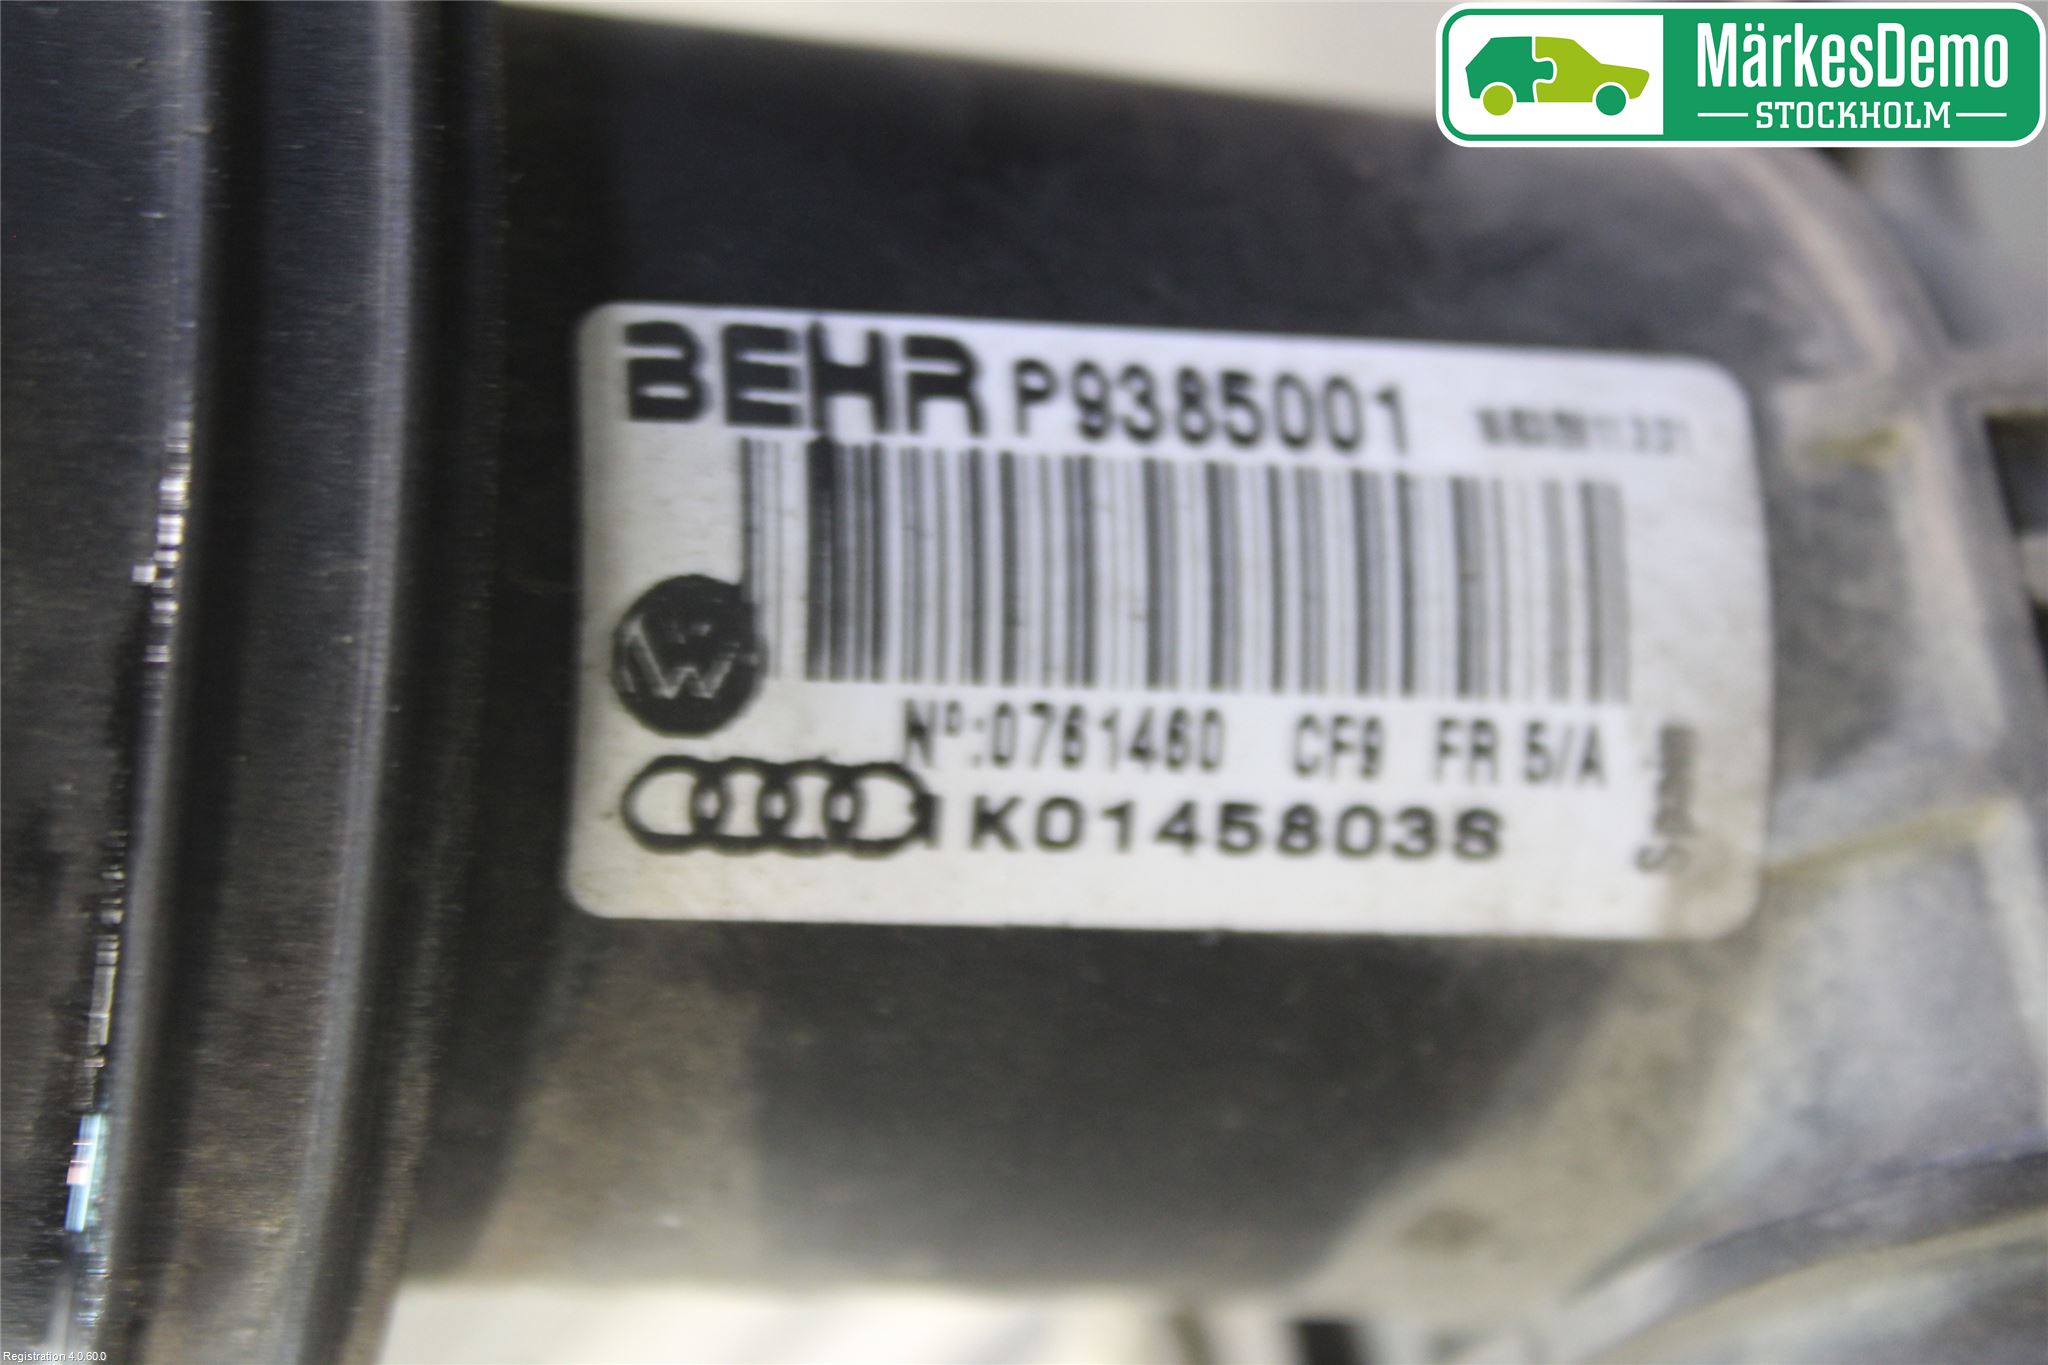 MärkesDemo
STOCKHOLM
BEHR P9385001
Nº:0761460 CF9 FR 5/A
1K0145803S
Registration 4.0.60.0